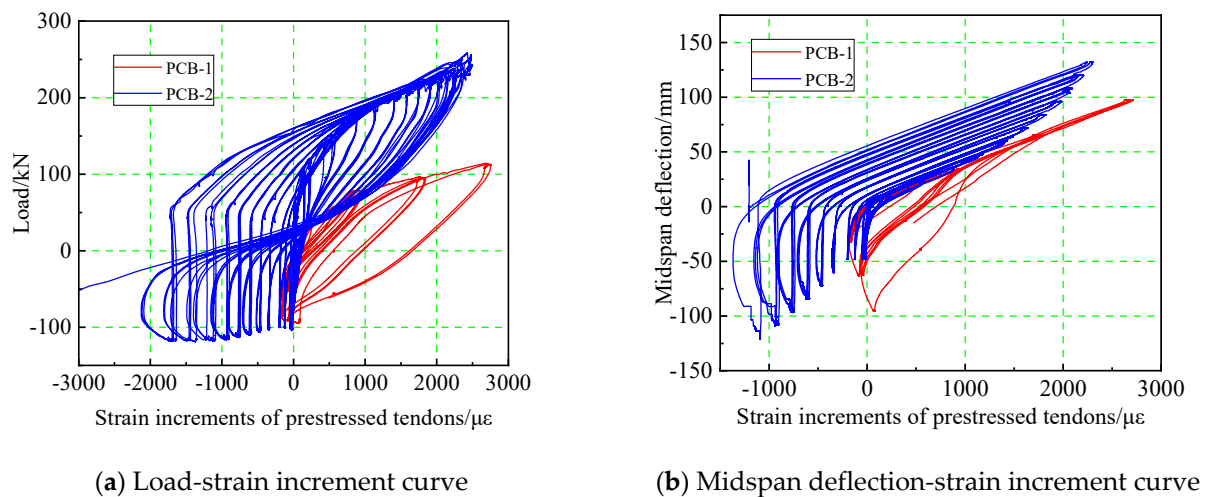 300
200
100
0
-100
Load/kN
PCB-1
PCB-2
-3000 -2000 -1000 0 1000 2000 3000
Strain increments of prestressed tendons/µε
(a) Load-strain increment curve
150
100
50
0
-50
-100
-150
Midspan deflection/mm
PCB-1
PCB-2
-1000 0 1000 2000 3000
Strain increments of prestressed tendons/µε
(b) Midspan deflection-strain increment curve